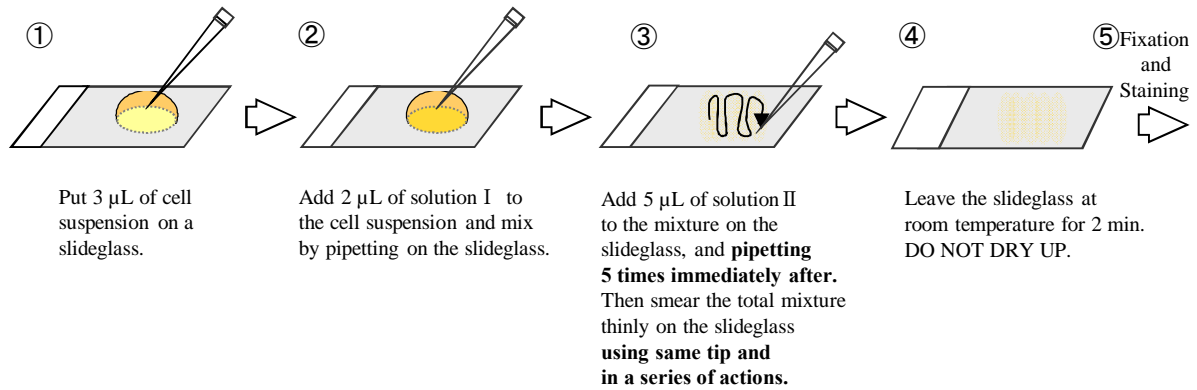 ①
Put 3 µL of cell
suspension on a
slideglass.
②
Add 2 µL of solution Ⅰ to
the cell suspension and mix
by pipetting on the slideglass.
③
Add 5 µL of solution Ⅱ
to the mixture on the
slideglass, and pipetting
5 times immediately after.
Then smear the total mixture
thinly on the slideglass
using same tip and
in a series of actions.
④
Leave the slideglass at
room temperature for 2 min.
DO NOT DRY UP.
⑤Fixation
and
Staining